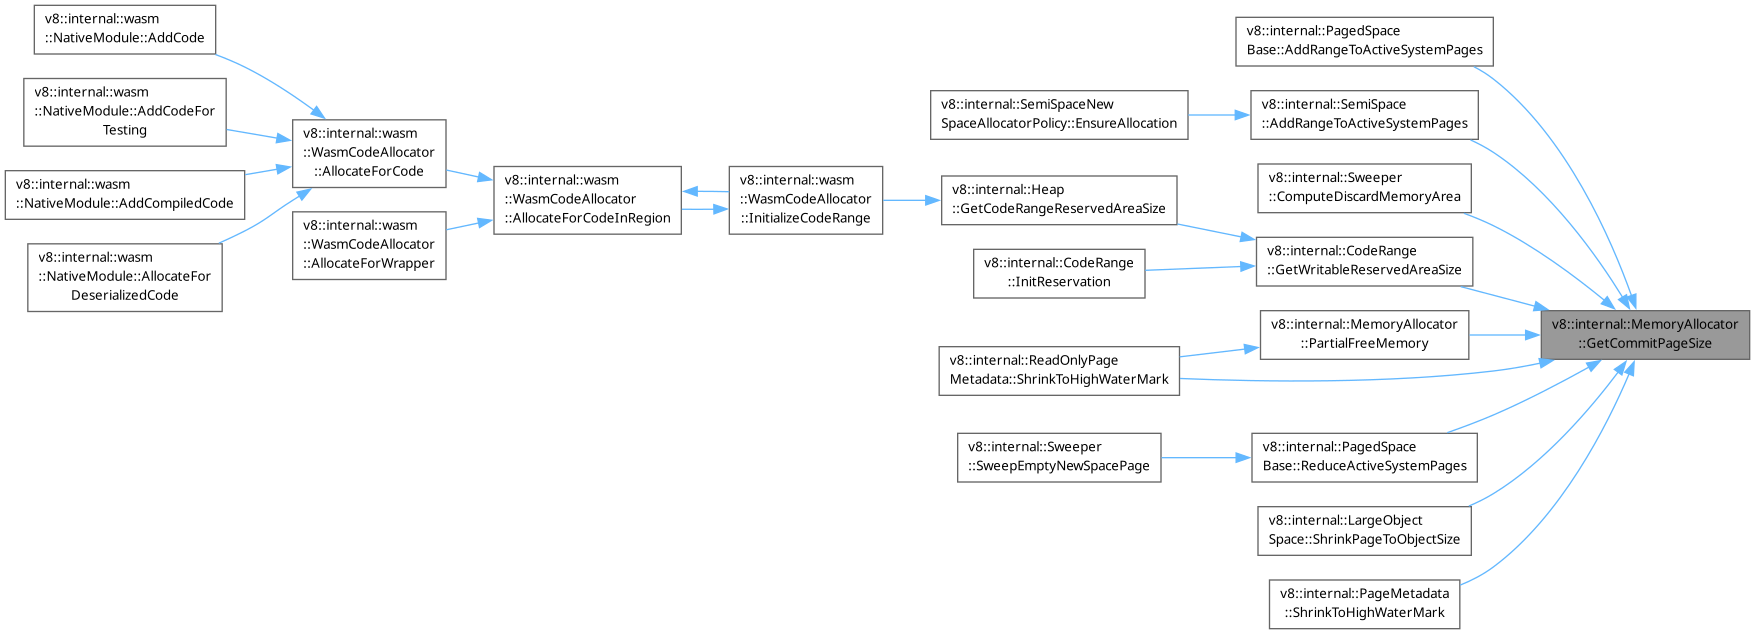 v8::internal::wasm
::NativeModule::AddCode
v8::internal::wasm
::NativeModule::AddCodeFor
Testing
v8::internal::wasm
::NativeModule::AddCompiledCode
v8::internal::wasm
::NativeModule::AllocateFor
DeserializedCode
v8::internal::wasm
::WasmCodeAllocator
::AllocateForCode
v8::internal::wasm
::WasmCodeAllocator
::AllocateForWrapper
v8::internal::wasm
::WasmCodeAllocator
::AllocateForCodeInRegion
v8::internal::wasm
::WasmCodeAllocator
::InitializeCodeRange
v8::internal::SemiSpaceNew
SpaceAllocatorPolicy::EnsureAllocation
v8::internal::Heap
::GetCodeRangeReservedAreaSize
v8::internal::CodeRange
::InitReservation
v8::internal::ReadOnlyPage
Metadata::ShrinkToHighWaterMark
v8::internal::Sweeper
::SweepEmptyNewSpacePage
v8::internal::PagedSpace
Base::AddRangeToActiveSystemPages
v8::internal::SemiSpace
::AddRangeToActiveSystemPages
v8::internal::Sweeper
::ComputeDiscardMemoryArea
v8::internal::CodeRange
::GetWritableReservedAreaSize
v8::internal::MemoryAllocator
::PartialFreeMemory
v8::internal::PagedSpace
Base::ReduceActiveSystemPages
v8::internal::LargeObject
Space::ShrinkPageToObjectSize
v8::internal::PageMetadata
::ShrinkToHighWaterMark
v8::internal::MemoryAllocator
::GetCommitPageSize